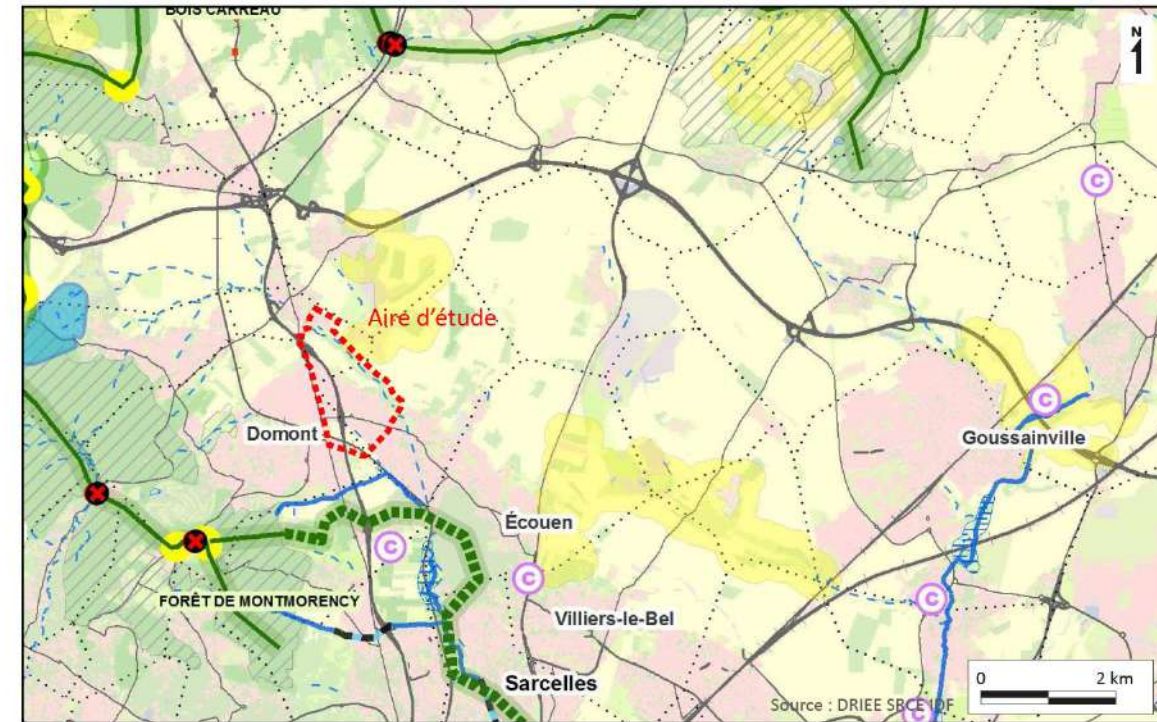 BOIS CARREAU
N
C
Airé d'étude
C
Domont
Goussainville
Écouen
C
C
FORÊT DE MONTMORENCY
Villiers-le-Bel
C
Sarcelles
0 2 km
Source : DRIEE SRCE IDF
C